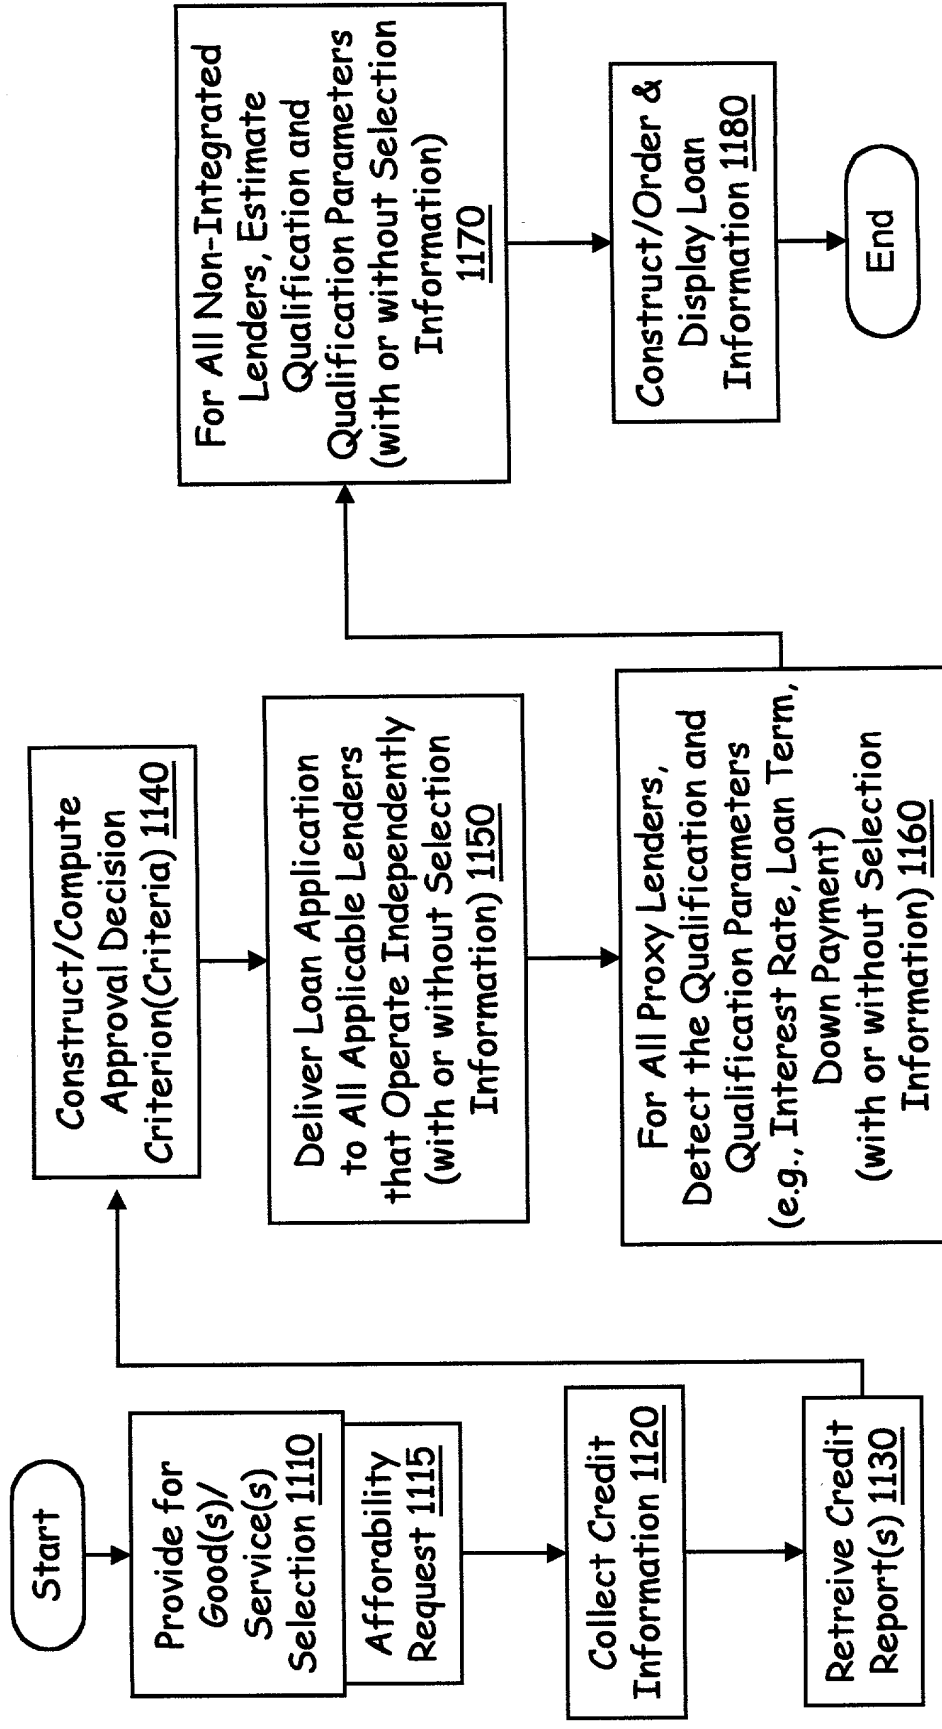 Start
Provide for
Good(s)/
Service(s)
Selection 1110
Afforability
Request 1115
Collect Credit
Information 1120
Retreive Credit
Report(s) 1130
Construct/Compute
Approval Decision
Criterion(Criteria) 1140
Deliver Loan Application
to All Applicable Lenders
that Operate Independently
(with or without Selection
Information) 1150
For All Proxy Lenders,
Detect the Qualification and
Qualification Parameters
(e.g., Interest Rate, Loan Term,
Down Payment)
(with or without Selection
Information) 1160
For All Non-Integrated
Lenders, Estimate
Qualification and
Qualification Parameters
(with or without Selection
Information)
1170
Construct/Order &
Display Loan
Information 1180
End